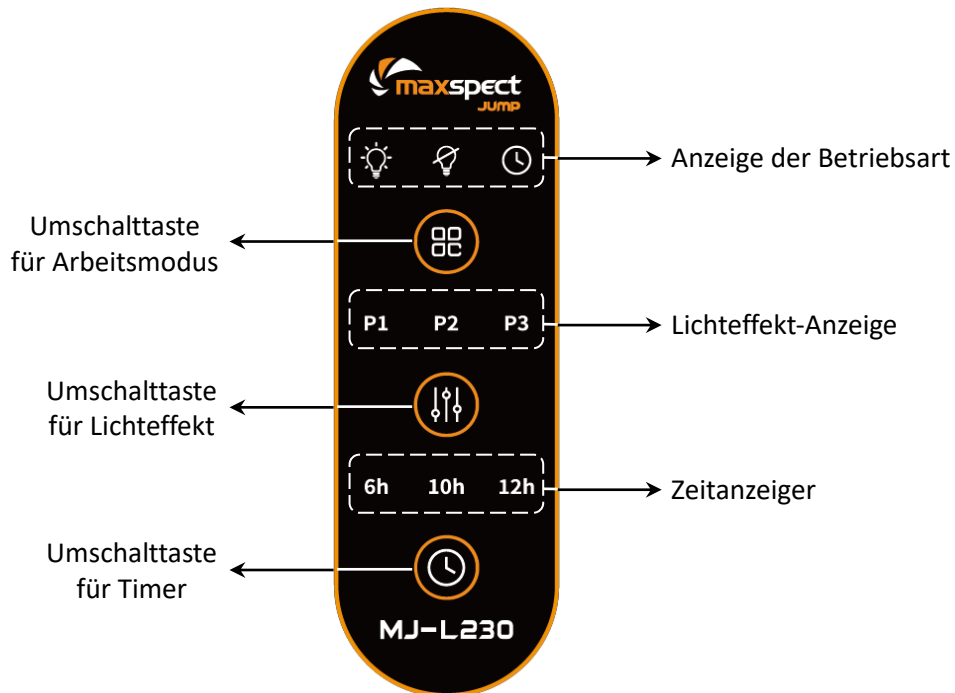 maxspect
JUMP
Anzeige der Betriebsart
Umschalttaste
für Arbeitsmodus
P1 P2 P3
Lichteffekt-Anzeige
Umschalttaste
für Lichteffekt
6h 10h 12h
Zeitanzeiger
Umschalttaste
für Timer
MJ-L230